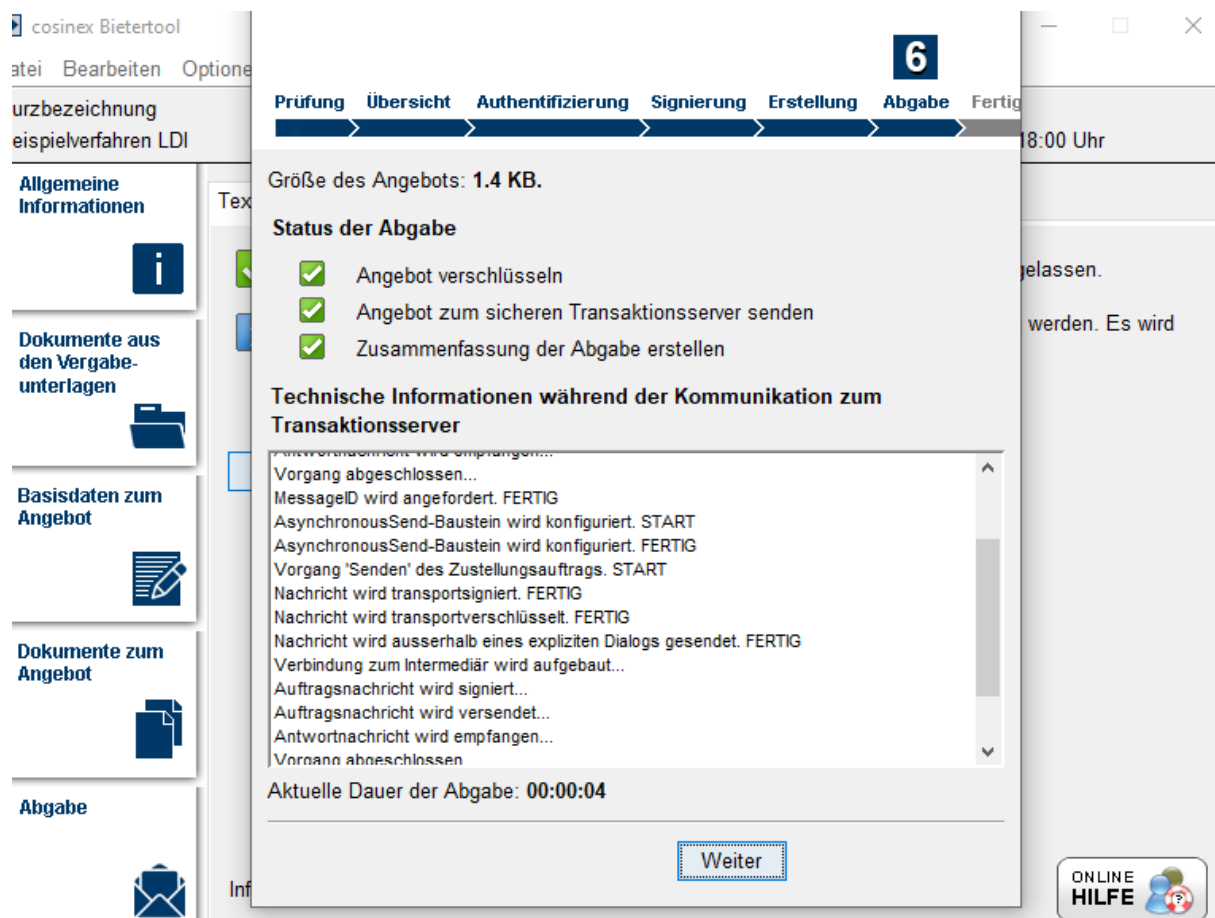 cosinex Bietertool
atei Bearbeiten Optione
urzbezeichnung
eispielverfahren LDI
18:00 Uhr
Allgemeine
Informationen
i
Dokumente aus
den Vergabe-
unterlagen
Basisdaten zum
Angebot
Dokumente zum
Angebot
Abgabe
Tex
gelassen.
werden. Es wird
Inf
6
Prüfung Übersicht Authentifizierung Signierung Erstellung Abgabe Fertig
Größe des Angebots: 1.4 KB.
Status der Abgabe
Angebot verschlüsseln
Angebot zum sicheren Transaktionsserver senden
Zusammenfassung der Abgabe erstellen
Technische Informationen während der Kommunikation zum
Transaktionsserver
Antwortnachricht wird empfangen...
Vorgang abgeschlossen...
MessageID wird angefordert. FERTIG
AsynchronousSend-Baustein wird konfiguriert. START
AsynchronousSend-Baustein wird konfiguriert. FERTIG
Vorgang 'Senden' des Zustellungsauftrags. START
Nachricht wird transportsigniert. FERTIG
Nachricht wird transportverschlüsselt. FERTIG
Nachricht wird ausserhalb eines expliziten Dialogs gesendet. FERTIG
Verbindung zum Intermediär wird aufgebaut...
Auftragsnachricht wird signiert...
Auftragsnachricht wird versendet...
Antwortnachricht wird empfangen...
Vorgang abgeschlossen
Aktuelle Dauer der Abgabe: 00:00:04
Weiter
ONLINE
HILFE